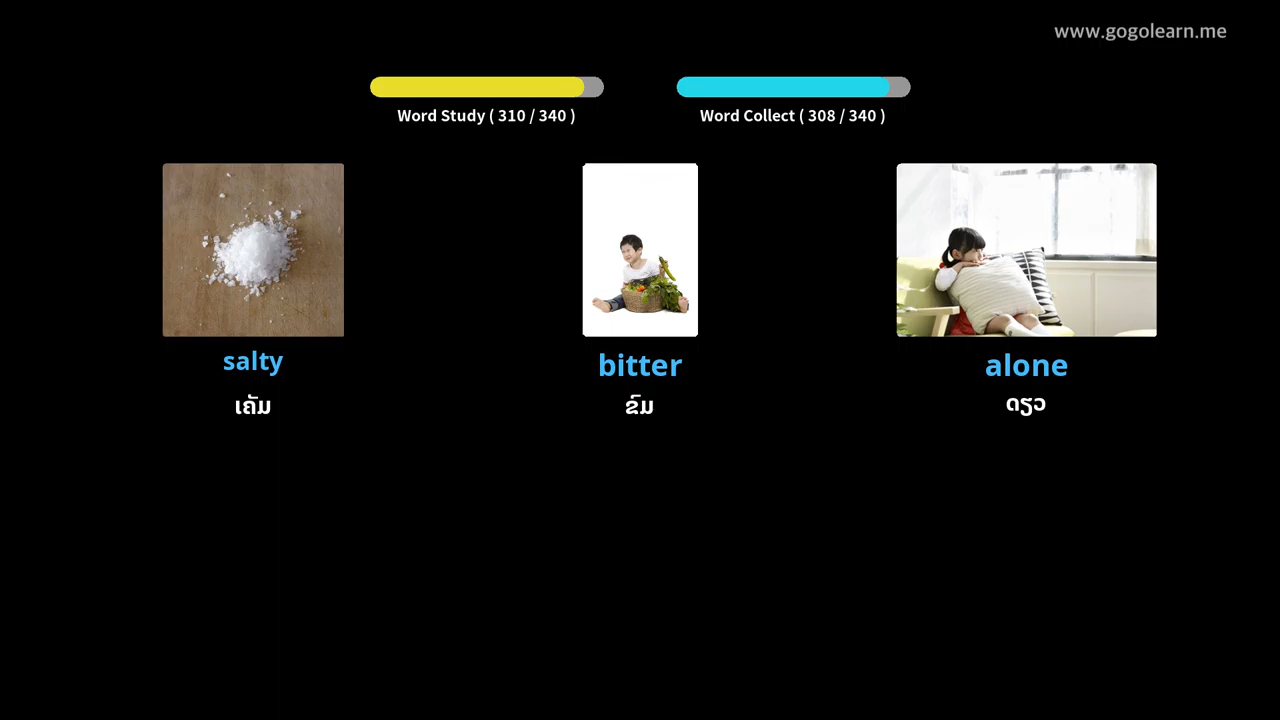 www.gogolearn.me
Word Study ( 310 / 340 )
Word Collect ( 308 / 340 )
salty
bitter
alone
ເຄັມ
ຂົມ
ດຽວ